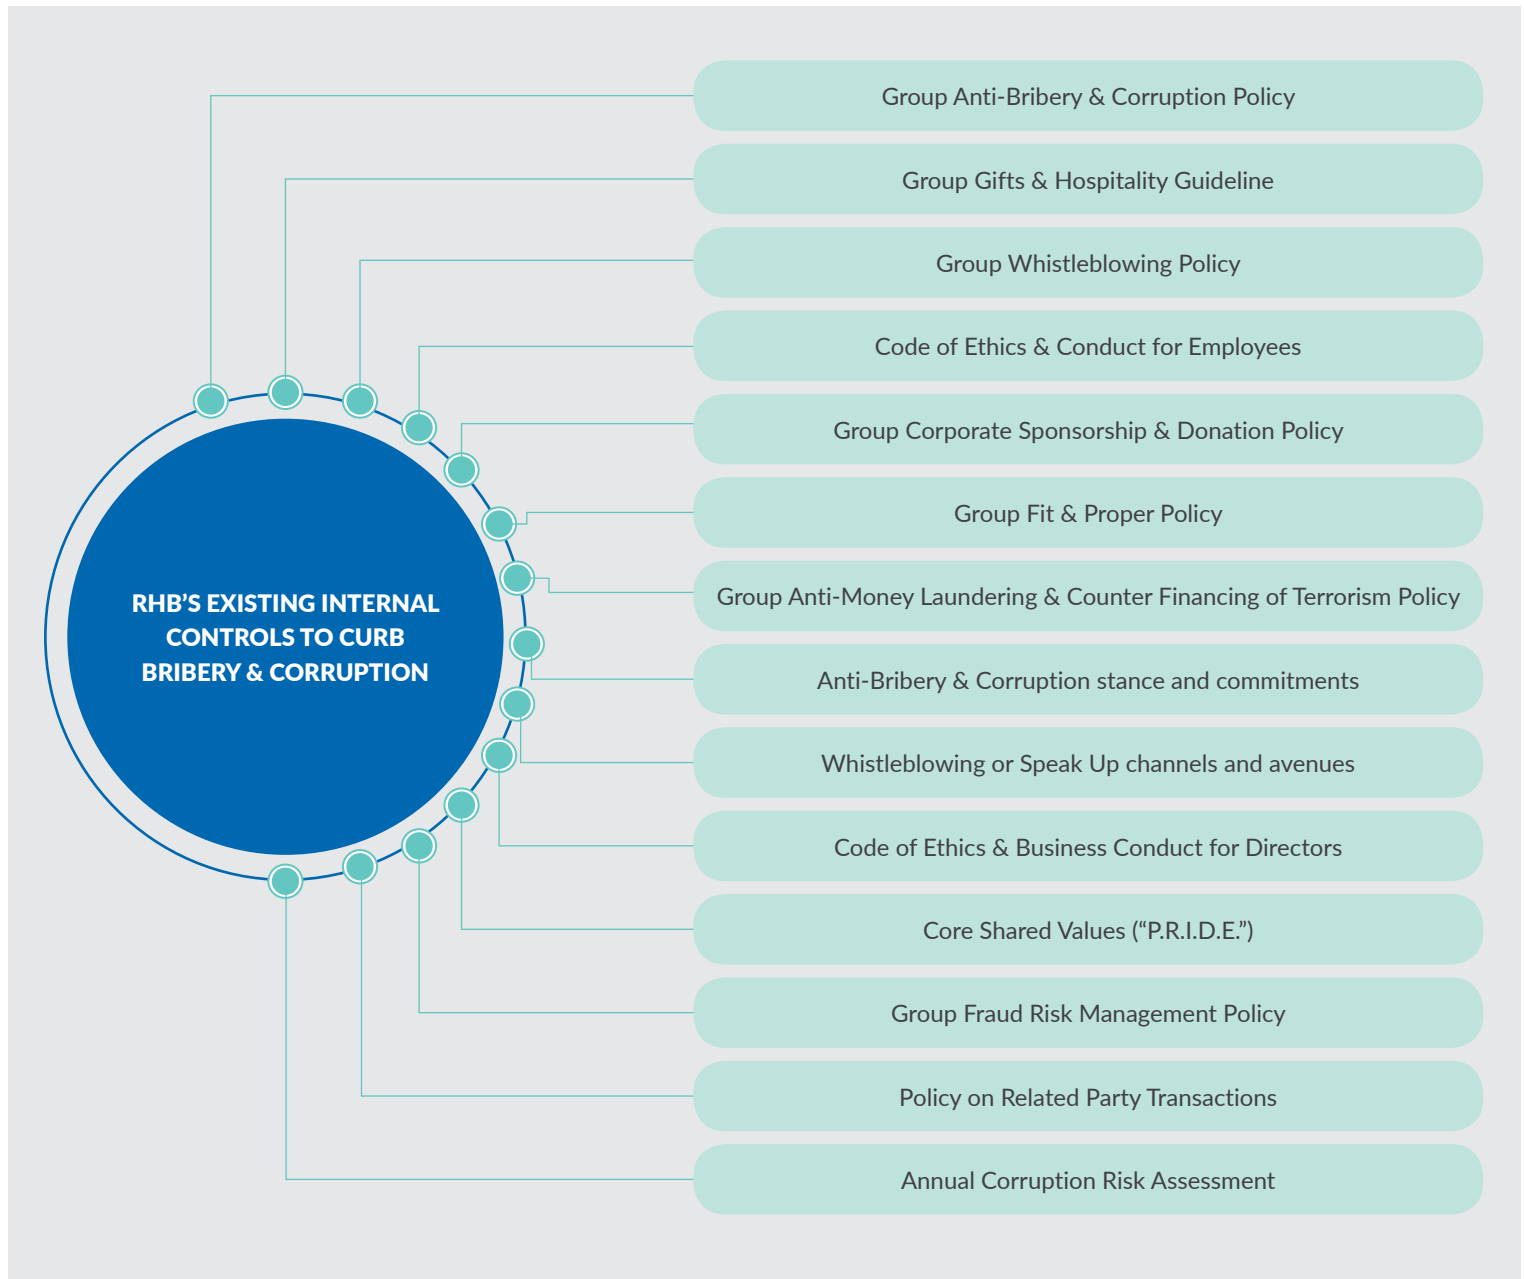 Group Anti-Bribery & Corruption Policy
Group Gifts & Hospitality Guideline
Group Whistleblowing Policy
Code of Ethics & Conduct for Employees
Group Corporate Sponsorship & Donation Policy
Group Fit & Proper Policy
Group Anti-Money Laundering & Counter Financing of Terrorism Policy
RHB’S EXISTING INTERNAL
CONTROLS TO CURB
BRIBERY & CORRUPTION
Anti-Bribery & Corruption stance and commitments
Whistleblowing or Speak Up channels and avenues
Code of Ethics & Business Conduct for Directors
Core Shared Values (“P.R.I.D.E.”)
Group Fraud Risk Management Policy
Policy on Related Party Transactions
Annual Corruption Risk Assessment